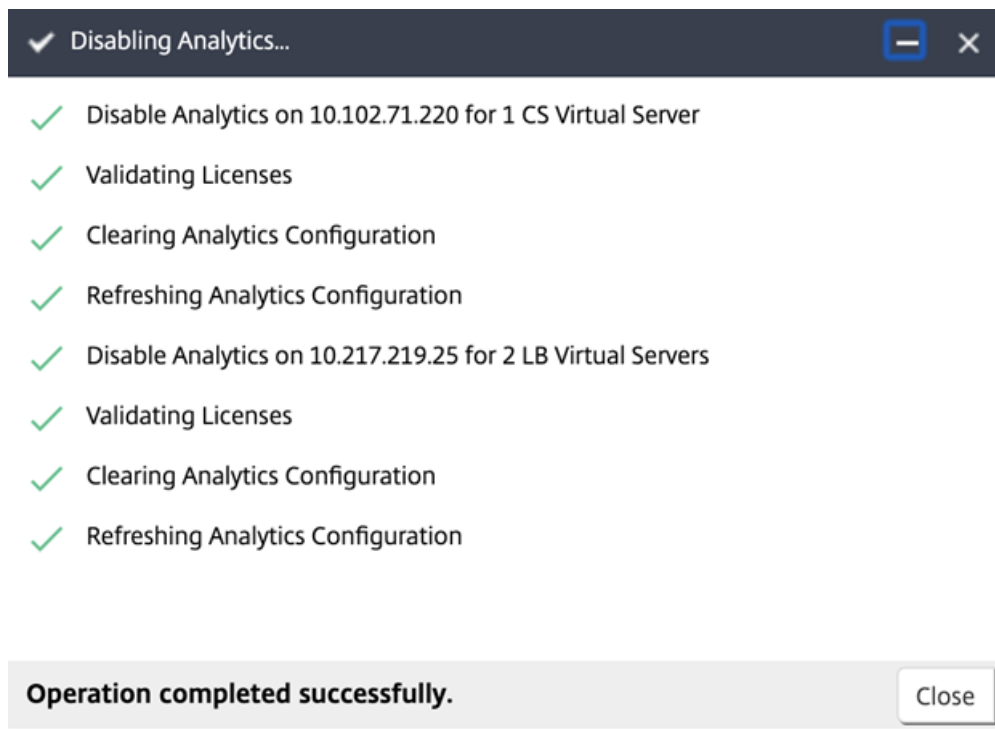 Disabling Analytics...
Disable Analytics on 10.102.71.220 for 1 CS Virtual Server
Validating Licenses
Clearing Analytics Configuration
Refreshing Analytics Configuration
Disable Analytics on 10.217.219.25 for 2 LB Virtual Servers
Validating Licenses
Clearing Analytics Configuration
Refreshing Analytics Configuration
Operation completed successfully.
Close